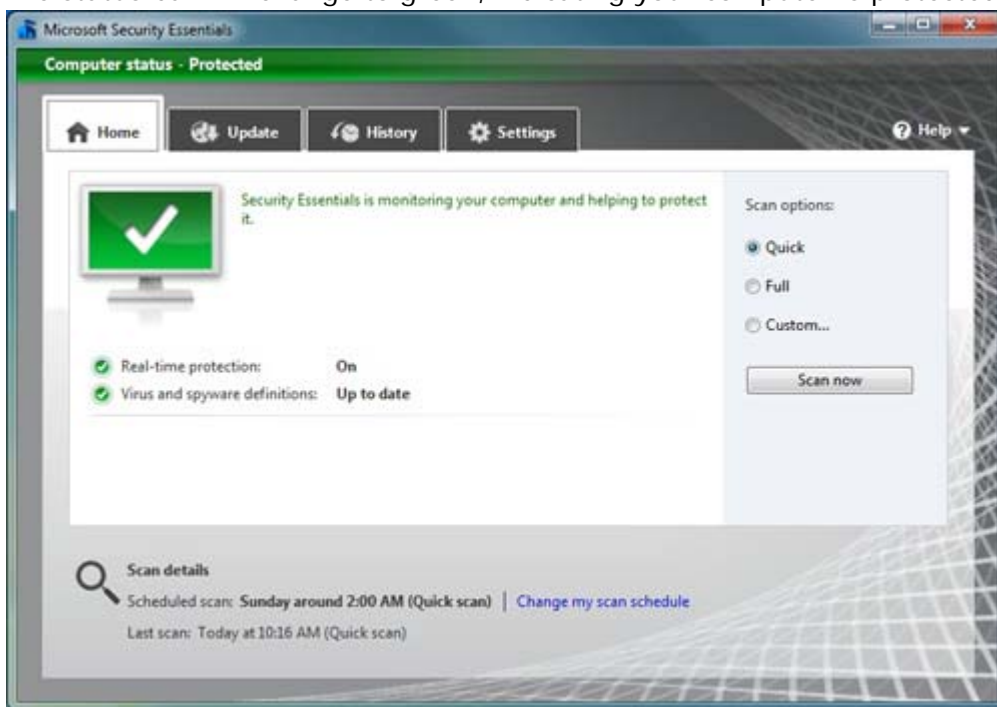 Microsoft Security Essentials
Computer status - Protected
Home
Update
History
Settings
Help
Security Essentials is monitoring your computer and helping to protect
it.
Scan options:
Quick
Full
Custom...
Scan now
Real-time protection: On
Virus and spyware definitions: Up to date
Scan details
Scheduled scan: Sunday around 2:00 AM (Quick scan) | Change my scan schedule
Last scan: Today at 10:16 AM (Quick scan)